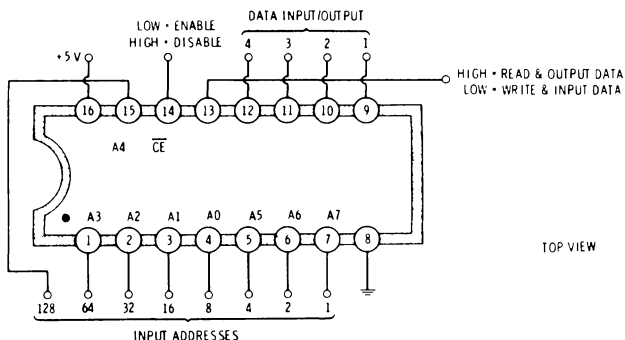 DATA INPUT/OUTPUT
LOW = ENABLE
HIGH = DISABLE
4 3 2 1
+5V
HIGH = READ & OUTPUT DATA
LOW = WRITE & INPUT DATA
16 15 14 13 12 11 10 9
A4 CE
A3 A2 A1 A0 A5 A6 A7
1 2 3 4 5 6 7 8
TOP VIEW
128 64 32 16 8 4 2 1
INPUT ADDRESSES